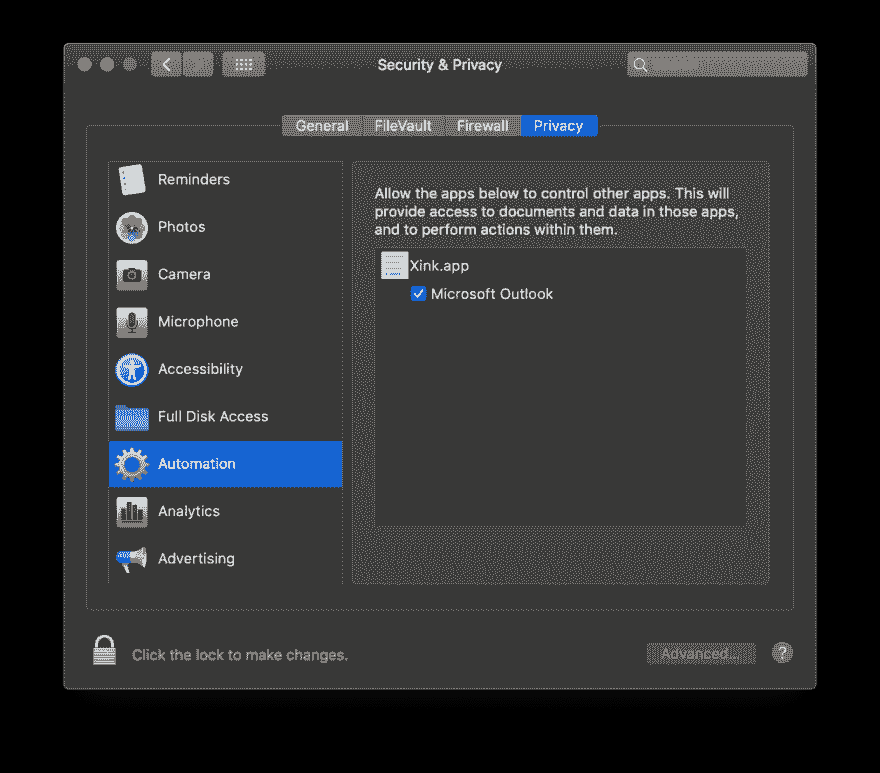 Security & Privacy
General
FileVault
Firewall
Privacy
Reminders
Photos
Camera
Microphone
Accessibility
Full Disk Access
Automation
Analytics
Advertising
Allow the apps below to control other apps. This will
provide access to documents and data in those apps,
and to perform actions within them.
Xink.app
Microsoft Outlook
Click the lock to make changes.
Advanced...
?